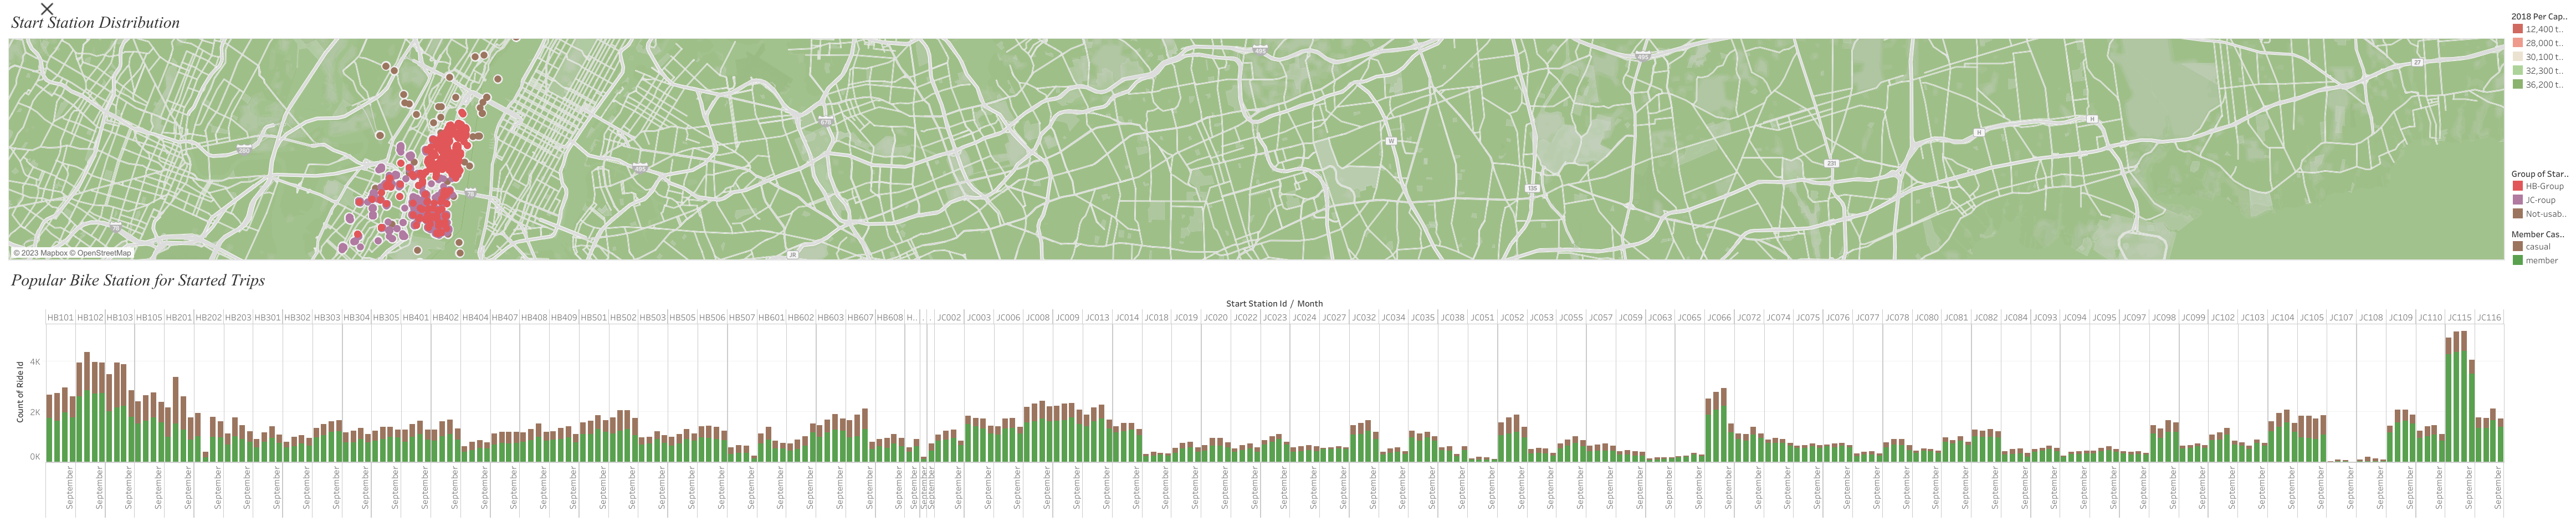 Start Station Distribution
495
495
27
280
878
H
H
W
231
495
135
78
78
JR
© 2023 Mapbox © OpenStreetMap
2018 Per Cap..
12,400 t..
28,000 t..
30,100 t..
32,300 t..
36,200 t..
Group of Star..
HB-Group
JC-roup
Not-usab..
Member Cas..
casual
member
Popular Bike Station for Started Trips
Start Station Id / Month
HB101 HB102 HB103 HB105 HB201 HB202 HB203 HB301 HB302 HB303 HB304 HB305 HB401 HB402 HB404 HB407 HB408 HB409 HB501 HB502 HB503 HB505 HB506 HB507 HB601 HB602 HB603 HB607 HB608 H.. JC002 JC003 JC006 JC008 JC009 JC013 JC014 JC018 JC019 JC020 JC022 JC023 JC024 JC027 JC032 JC034 JC035 JC038 JC051 JC052 JC053 JC055 JC057 JC059 JC063 JC065 JC066 JC072 JC074 JC075 JC076 JC077 JC078 JC080 JC081 JC082 JC084 JC093 JC094 JC095 JC097 JC098 JC099 JC102 JC103 JC104 JC105 JC107 JC108 JC109 JC110 JC115 JC116
Count of Ride Id
4K
2K
0K
September September September September September September September September September September September September September September September September September September September September September September September September September September September September September September September September September September September September September September September September September September September September September September September September September September September September September September September September September September September September September September September September September September September September September September September September September September September September September September September September September September September